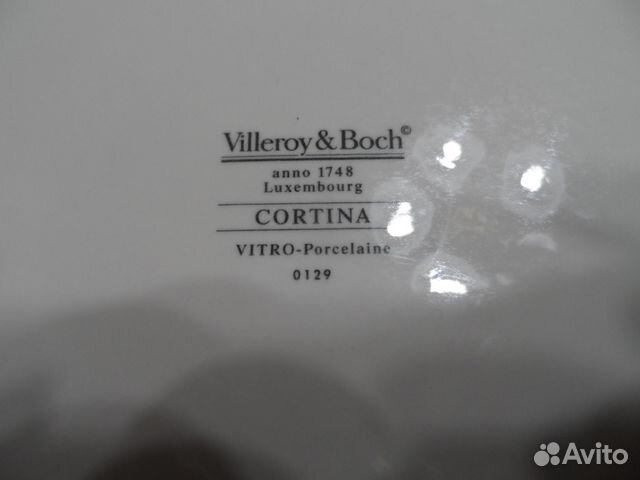 Villeroy & Boch©
anno 1748
Luxembourg
CORTINA
VITRO-Porcelaine
0129
Avito